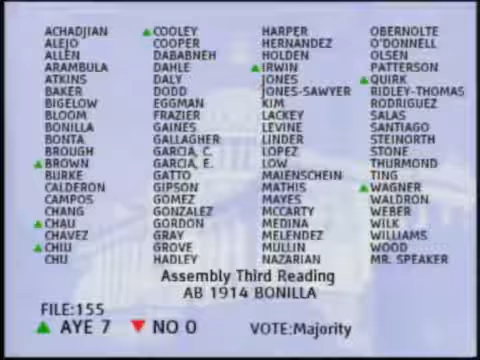 ACHADJIAN COOLEY HARPER OBERNOLTE
ALEJO COOPER HERNANDEZ O'DONNELL
ALLEN DABABNEH HOLDEN OLSEN
ARAMBULA DAHLE IRWIN PATTERSON
ATKINS DALY JONES QUIRK
BAKER DODD JONES-SAWYER RIDLEY-THOMAS
BIGELOW EGGMAN KIM RODRIGUEZ
BLOOM FRAZIER LACKEY SALAS
BONILLA GAINES LEVINE SANTIAGO
BONTA GALLAGHER LINDER STEINORTH
BROUGH GARCIA, C. LOPEZ STONE
BROWN GARCIA, E. LOW THURMOND
BURKE GATTO MAIENSCHEIN TING
CALDERON GIPSON MATHIS WAGNER
CAMPOS GOMEZ MAYES WALDRON
CHANG GONZALEZ MCCARTY WEBER
CHAU GORDON MEDINA WILK
CHAVEZ GRAY MELENDEZ WILLIAMS
CHIU GROVE MULLIN WOOD
CHU HADLEY NAZARIAN MR. SPEAKER
Assembly Third Reading
AB 1914 BONILLA
FILE:155
AYE 7 NO 0 VOTE:Majority